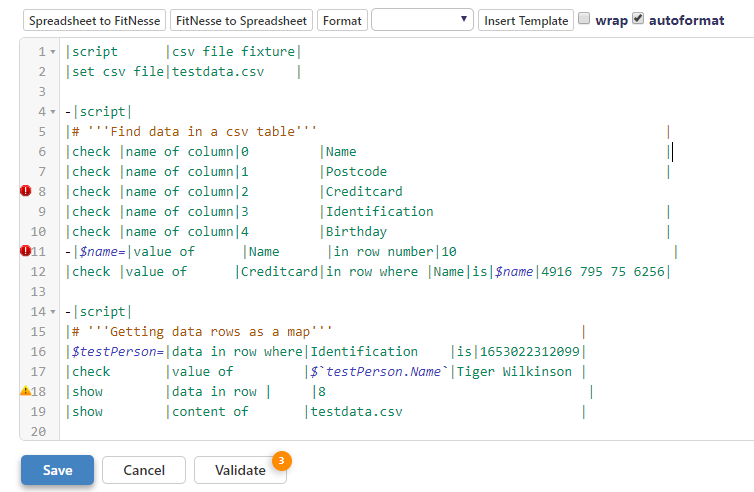 Spreadsheet to FitNesse FitNesse to Spreadsheet Format Insert Template wrap autoformat
1 |script |csv file fixture|
2 |set csv file|testdata.csv |
3
4 -|script|
5 |# '''Find data in a csv table''' |
6 |check |name of column|0 |Name |
7 |check |name of column|1 |Postcode |
8 |check |name of column|2 |Creditcard
9 |check |name of column|3 |Identification |
10 |check |name of column|4 |Birthday |
11 -|$name=|value of |Name |in row number|10 |
12 |check |value of |Creditcard|in row where |Name|is|$name|4916 795 75 6256|
13
14 -|script|
15 |# '''Getting data rows as a map''' |
16 |$testPerson=|data in row where|Identification |is|1653022312099|
17 |check |value of |$`testPerson.Name`|Tiger Wilkinson |
18 |show |data in row | |8 |
19 |show |content of |testdata.csv |
20
Save Cancel Validate 3